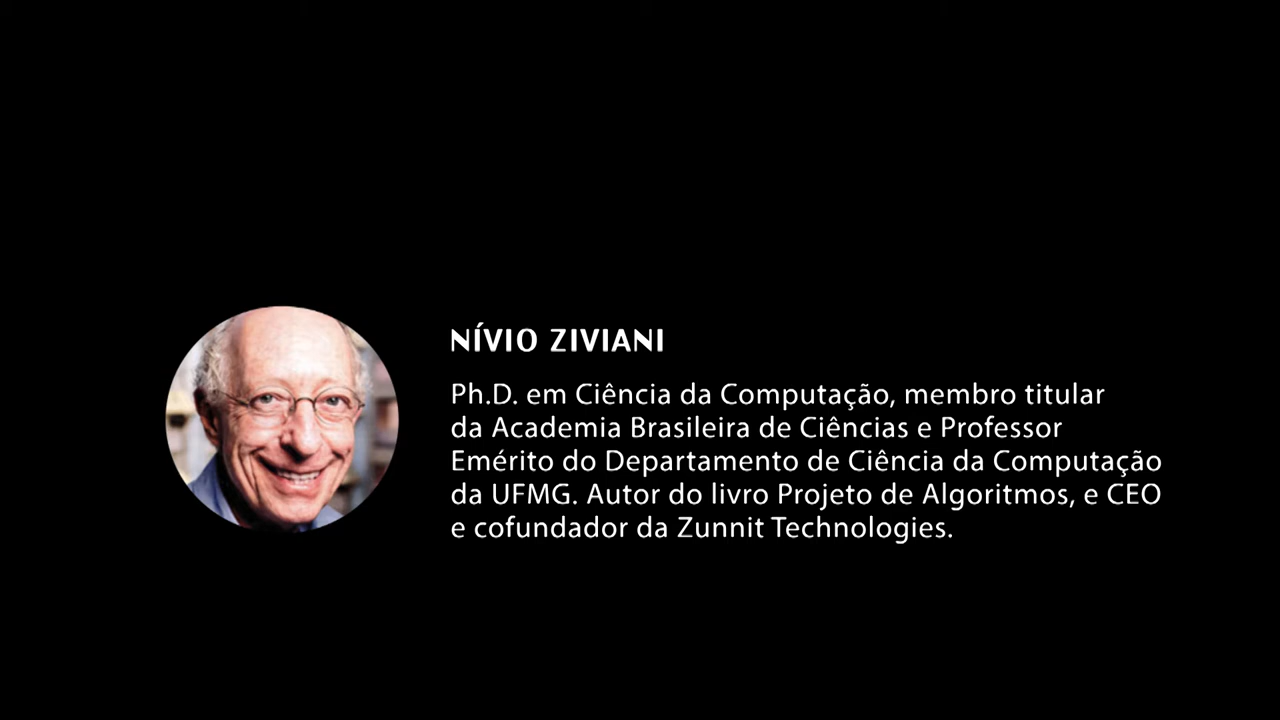 NÍVIO ZIVIANI
Ph.D. em Ciência da Computação, membro titular
da Academia Brasileira de Ciências e Professor
Emérito do Departamento de Ciência da Computação
da UFMG. Autor do livro Projeto de Algoritmos, e CEO
e cofundador da Zunnit Technologies.